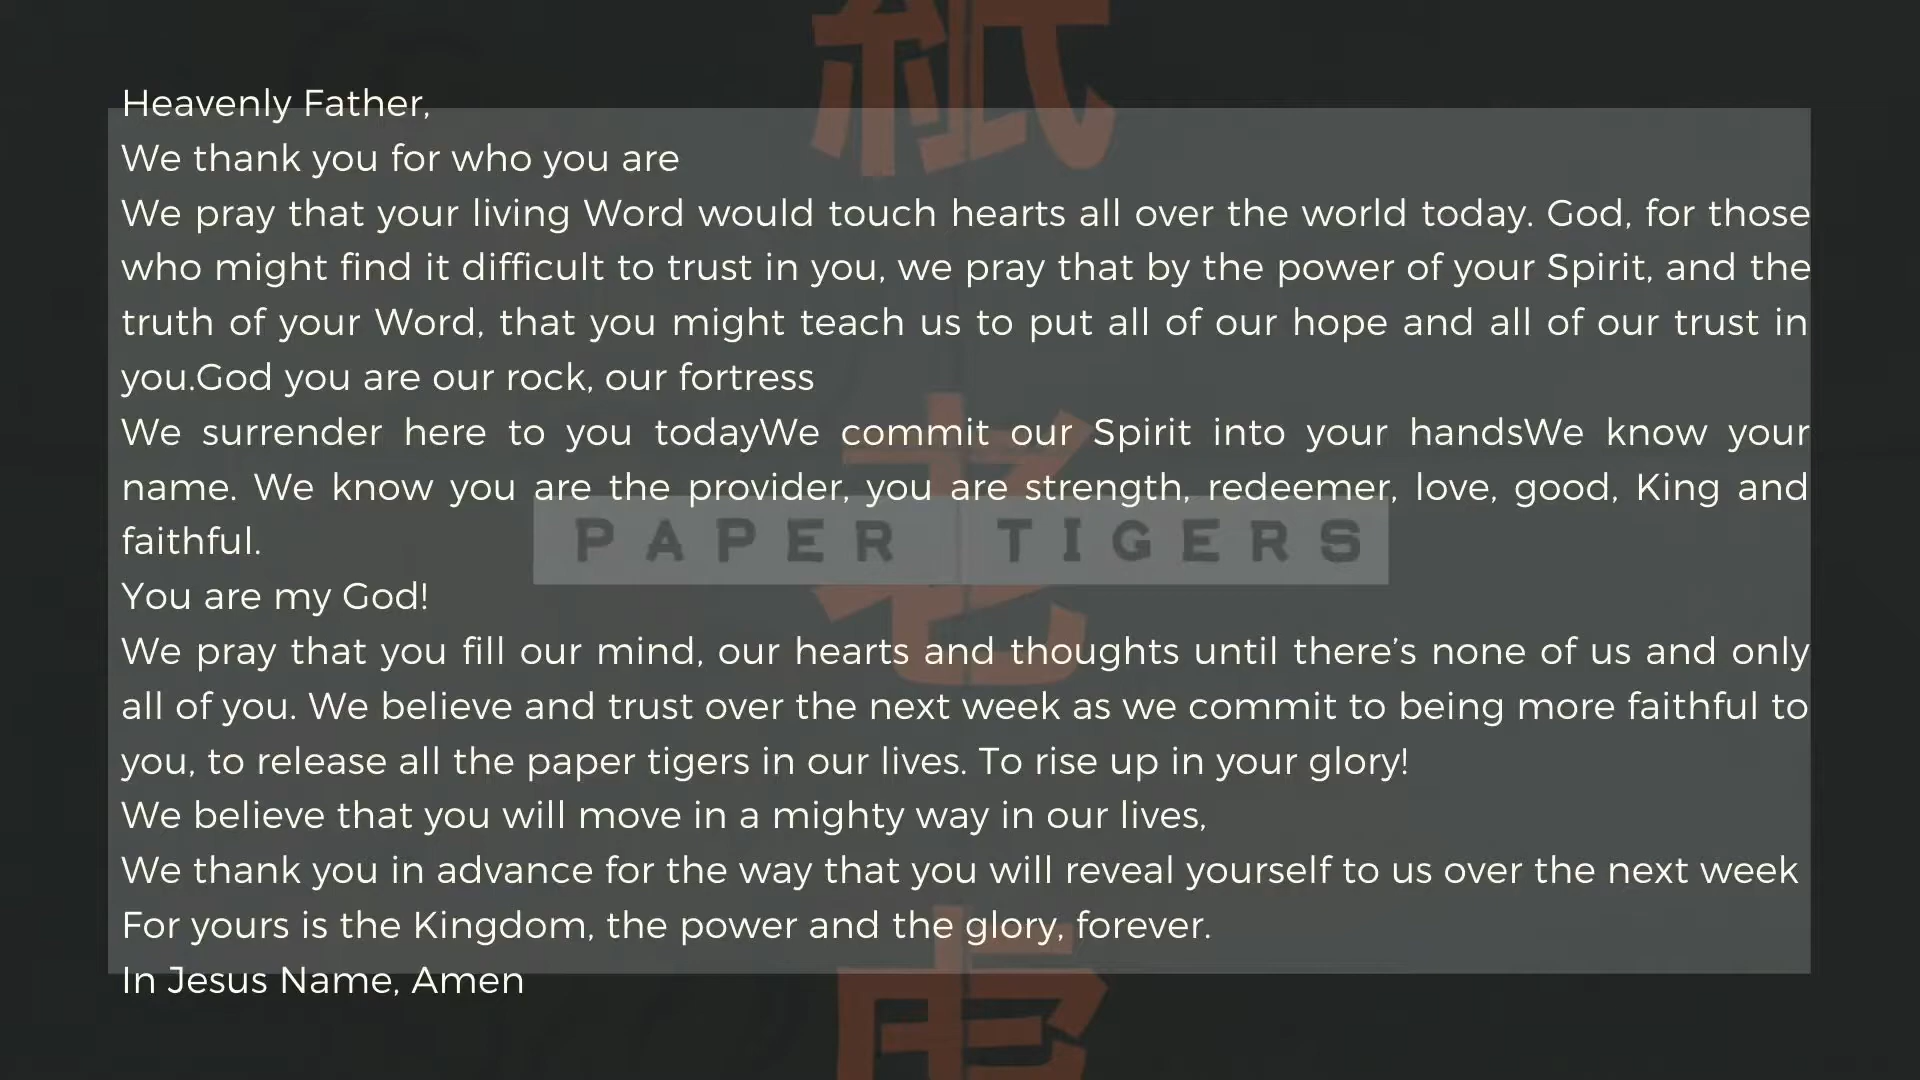 紙
Heavenly Father,
We thank you for who you are
We pray that your living Word would touch hearts all over the world today. God, for those
who might find it difficult to trust in you, we pray that by the power of your Spirit, and the
truth of your Word, that you might teach us to put all of our hope and all of our trust in
you.God you are our rock, our fortress
We surrender here to you todayWe commit our Spirit into your handsWe know your
name. We know you are the provider, you are strength, redeemer, love, good, King and
faithful.
老
PAPER TIGERS
You are my God!
We pray that you fill our mind, our hearts and thoughts until there’s none of us and only
all of you. We believe and trust over the next week as we commit to being more faithful to
you, to release all the paper tigers in our lives. To rise up in your glory!
We believe that you will move in a mighty way in our lives,
We thank you in advance for the way that you will reveal yourself to us over the next week
For yours is the Kingdom, the power and the glory, forever.
In Jesus Name, Amen
虎